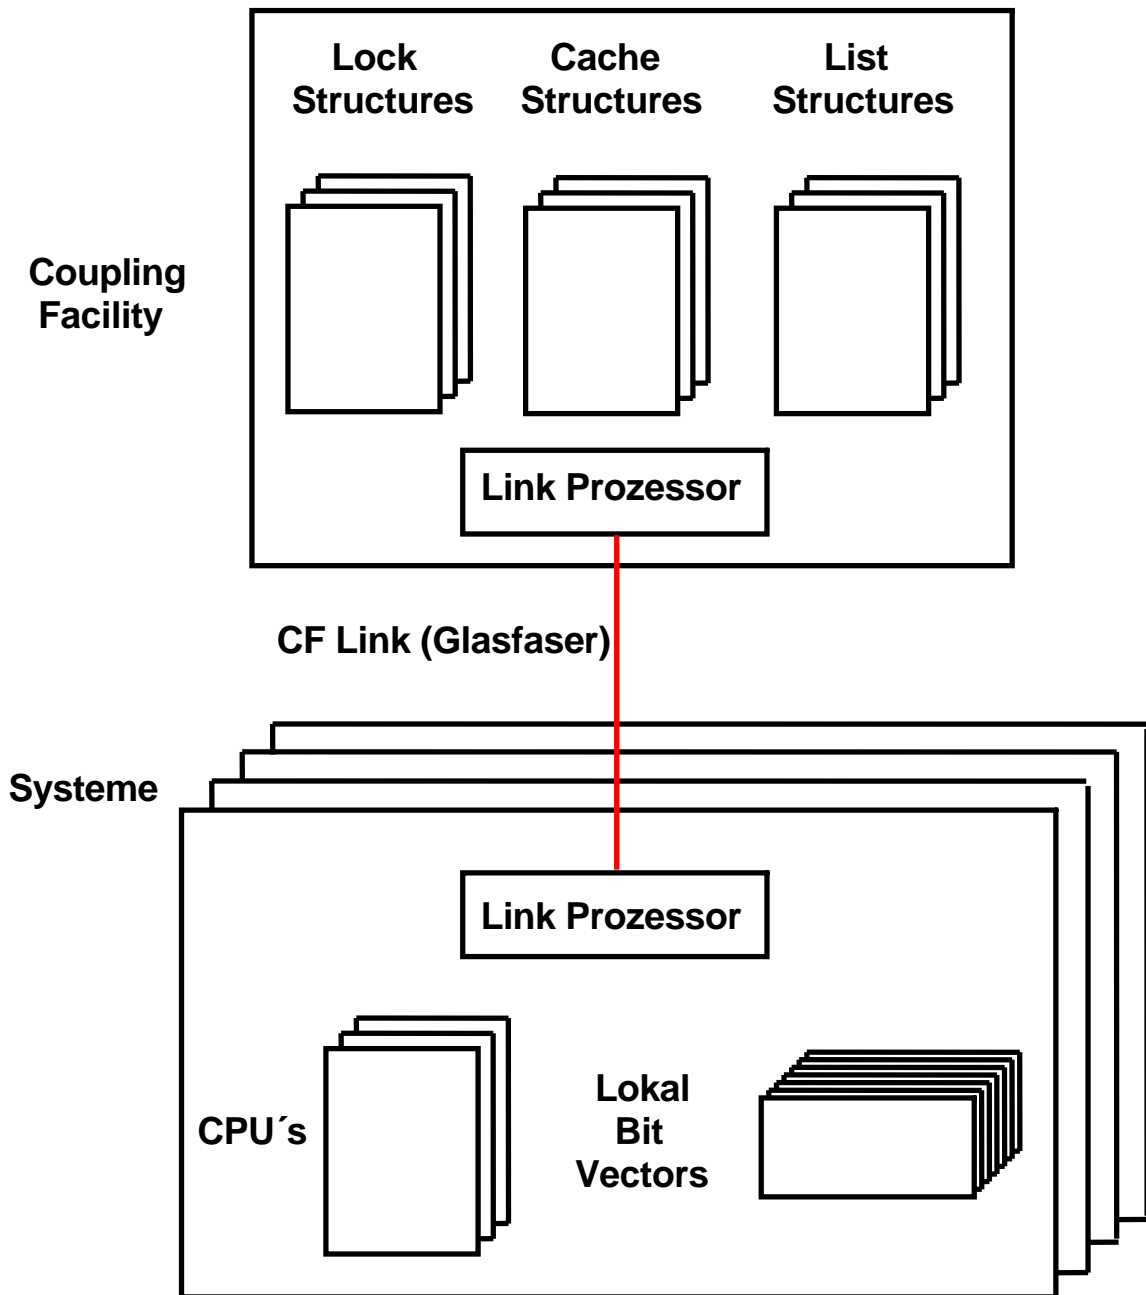 Lock
Structures
Cache
Structures
List
Structures
Coupling
Facility
Link Prozessor
CF Link (Glasfaser)
Systeme
Link Prozessor
CPU´s
Lokal
Bit
Vectors